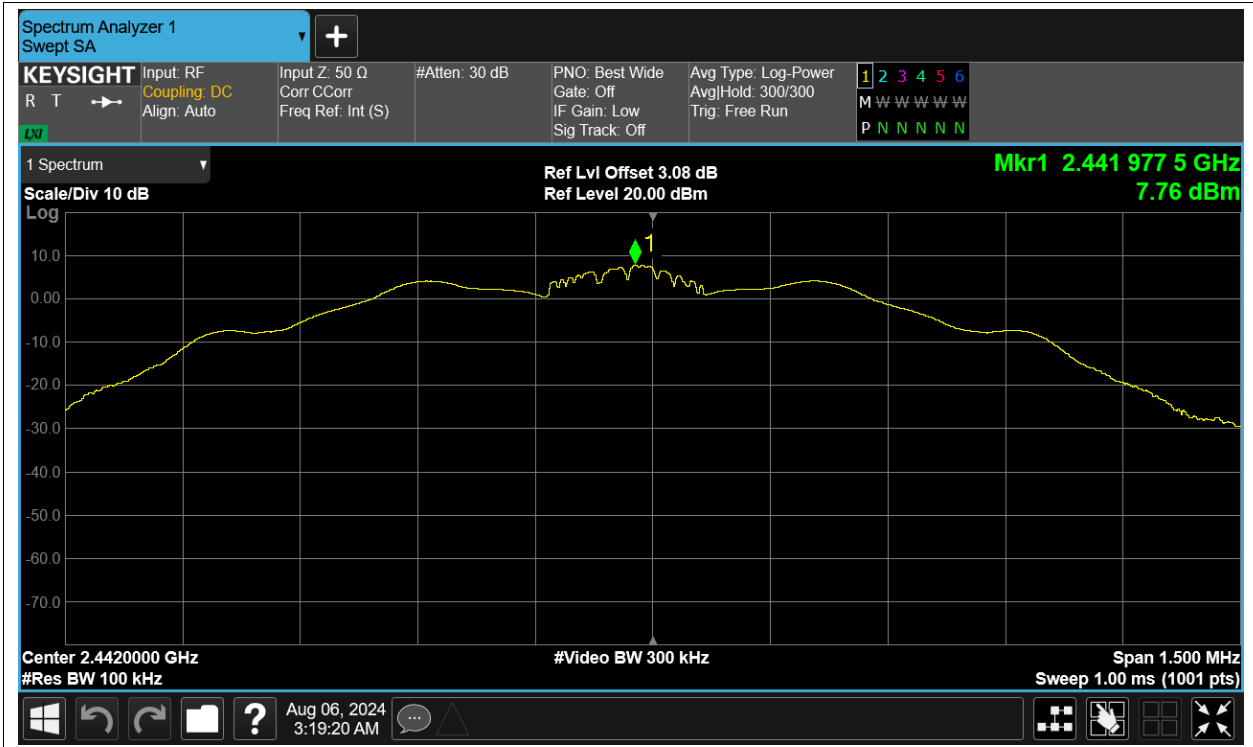 Spectrum Analyzer 1
Swept SA
KEYSIGHT
R T
LXI
Input: RF
Coupling: DC
Align: Auto
Input Z: 50 Ω
Corr CCorr
Freq Ref: Int (S)
#Atten: 30 dB
PNO: Best Wide
Gate: Off
IF Gain: Low
Sig Track: Off
Avg Type: Log-Power
Avg|Hold: 300/300
Trig: Free Run
1 2 3 4 5 6
M W W W W W
P N N N N N
1 Spectrum
Scale/Div 10 dB
Log
Ref Lvl Offset 3.08 dB
Ref Level 20.00 dBm
Mkr1 2.441 977 5 GHz
7.76 dBm
1
10.0
0.00
-10.0
-20.0
-30.0
-40.0
-50.0
-60.0
-70.0
Center 2.4420000 GHz
#Res BW 100 kHz
#Video BW 300 kHz
Span 1.500 MHz
Sweep 1.00 ms (1001 pts)
?
Aug 06, 2024
3:19:20 AM